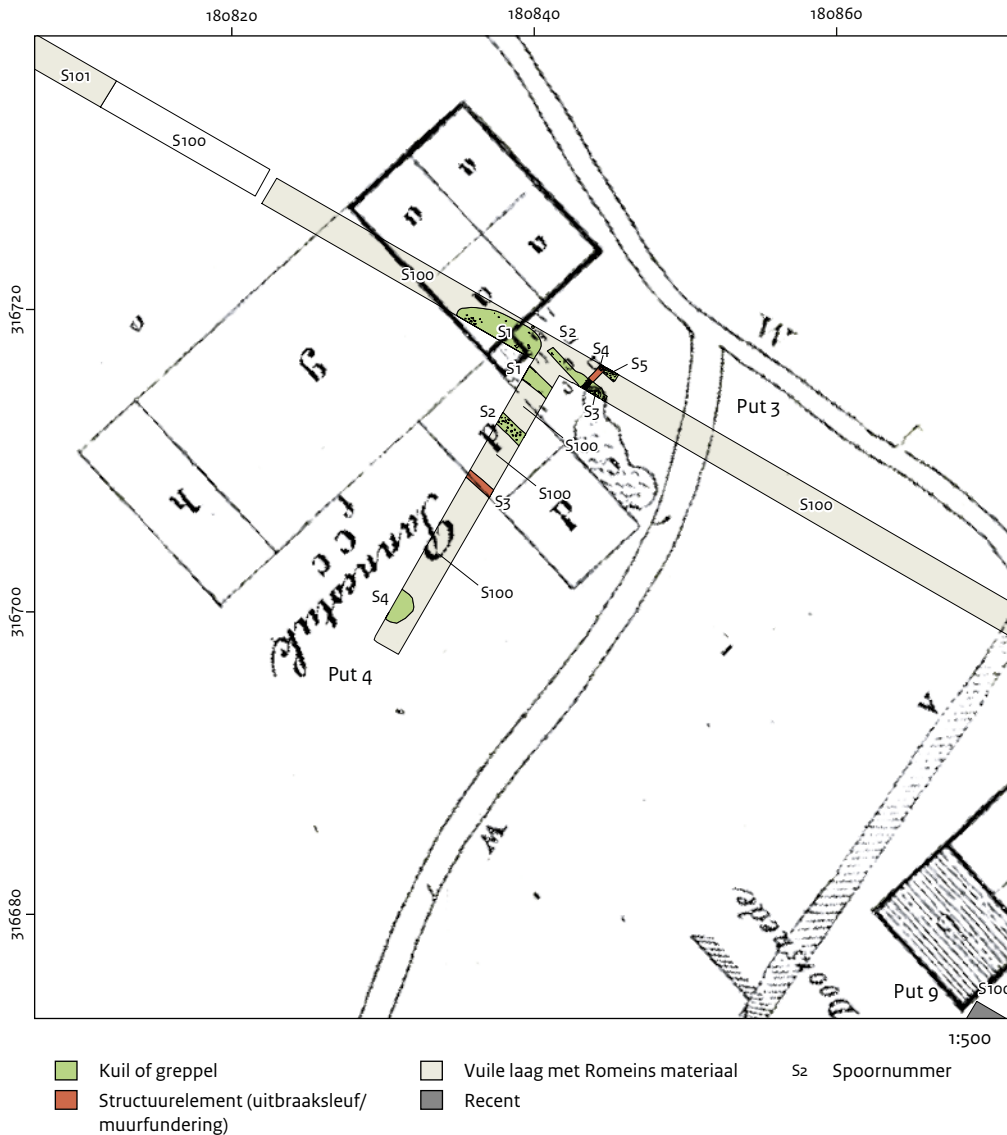 180820
180840
180860
S101
S100
a
a
a
S100
316720
a
g
S1
S2
S4
S5
S1
S3
S2
Put 3
d
S100
S3
S100
d
S100
h
f
c c
S4
S100
316700
Put 4
A
W
316680
Doorsnede
Put 9
S100
1:500
Kuil of greppel
Vuile laag met Romeins materiaal
S2 Spoornummer
Structuurelement (uitbraaksleuf/
Recent
muurfundering)